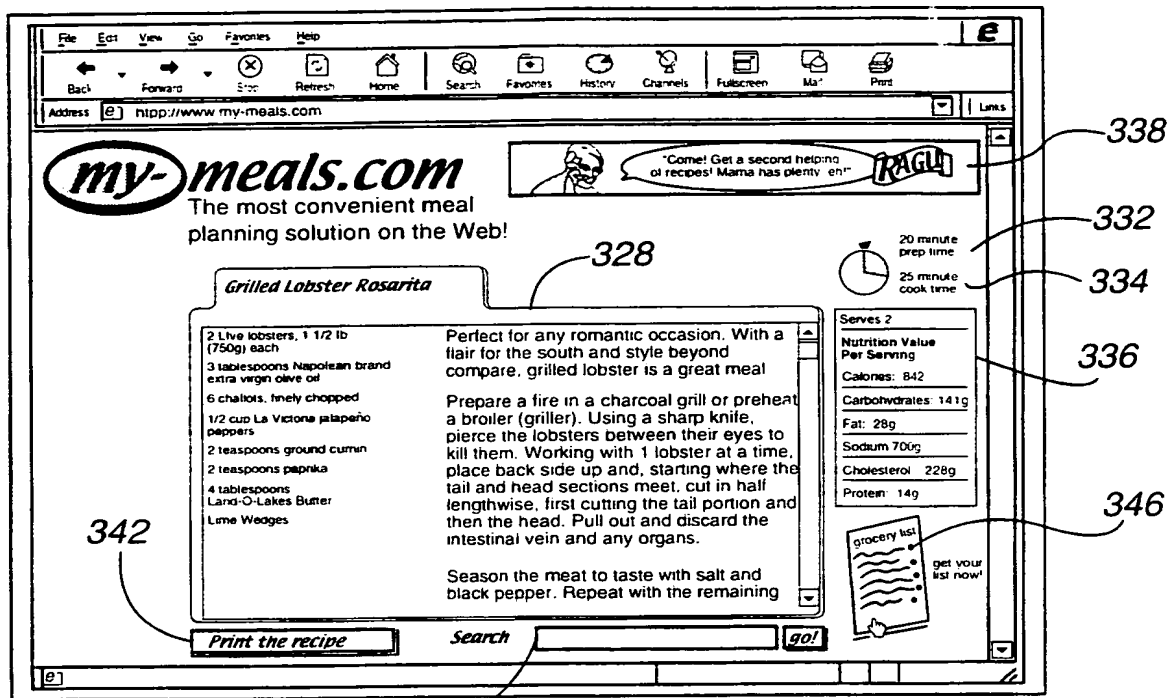 File Edit View Go Favorites Help
Back Forward Stop Refresh Home Search Favorites History Channels Fullscreen Mail Print
Address e htpp://www my-meals.com Links
my-meals.com
The most convenient meal
planning solution on the Web!
"Come! Get a second helping
of recipes! Mama has plenty, eh!"
RAGU
338
20 minute
prep time
332
25 minute
cook time
334
328
Grilled Lobster Rosarita
2 Live lobsters, 1 1/2 lb
(750g) each
3 tablespoons Napolean brand
extra virgin olive oil
6 challots, finely chopped
1/2 cup La Victoria jalapeño
peppers
2 teaspoons ground cumin
2 teaspoons paprika
4 tablespoons
Land-O-Lakes Butter
Lime Wedges
Perfect for any romantic occasion. With a
flair for the south and style beyond
compare, grilled lobster is a great meal
Prepare a fire in a charcoal grill or preheat
a broiler (griller). Using a sharp knife,
pierce the lobsters between their eyes to
kill them. Working with 1 lobster at a time,
place back side up and, starting where the
tail and head sections meet, cut in half
lengthwise, first cutting the tail portion and
then the head. Pull out and discard the
intestinal vein and any organs.
Season the meat to taste with salt and
black pepper. Repeat with the remaining
Serves 2
Nutrition Value
Per Serving
Calories: 842
Carbohydrates: 141g
Fat: 28g
Sodium 700g
Cholesterol 228g
Protein: 14g
336
grocery list
get your
list now!
346
342
Print the recipe
Search go!